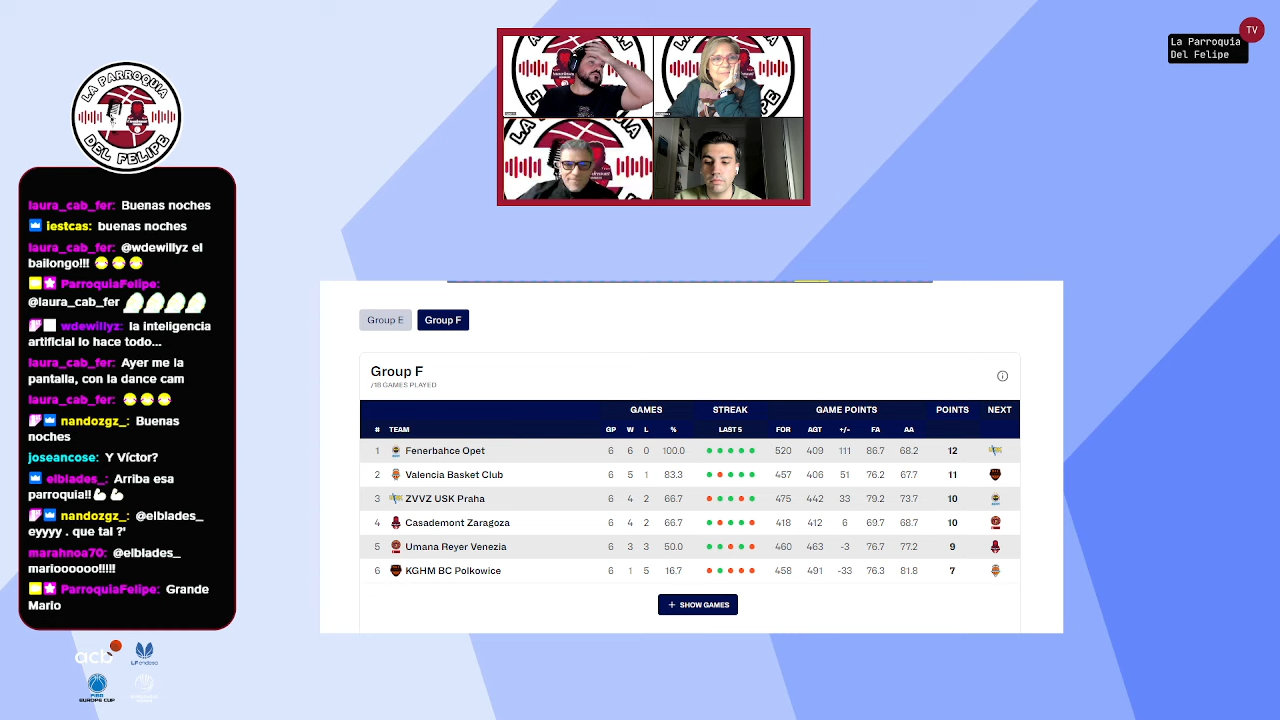 La Parroquia
Del Felipe
TV
LA PARROQUIA
DEL FELIPE
laura_cab_fer: Buenas noches
iestcas: buenas noches
laura_cab_fer: @wdewillyz el
bailongo!!!
ParroquiaFelipe:
@laura_cab_fer
wdewillyz: la inteligencia
artificial lo hace todo...
laura_cab_fer: Ayer me la
pantalla, con la dance cam
laura_cab_fer:
nandozgz_: Buenas
noches
joseancose: Y Víctor?
elblades_: Arriba esa
parroquia!!
nandozgz_: @elblades_
eyyyy . que tal ?'
marahnoa70: @elblades_
marioooooo!!!!!
ParroquiaFelipe: Grande
Mario
acb
LF endesa
FIBA
EUROPE CUP
Group E
Group F
Group F
/18 GAMES PLAYED
GAMES STREAK GAME POINTS POINTS NEXT
# TEAM GP W L % LAST 5 FOR AGT +/- FA AA
1 Fenerbahce Opet 6 6 0 100.0 520 409 111 86.7 68.2 12
2 Valencia Basket Club 6 5 1 83.3 457 406 51 76.2 67.7 11
3 ZVVZ USK Praha 6 4 2 66.7 475 442 33 79.2 73.7 10
4 Casademont Zaragoza 6 4 2 66.7 418 412 6 69.7 68.7 10
5 Umana Reyer Venezia 6 3 3 50.0 460 463 -3 76.7 77.2 9
6 KGHM BC Polkowice 6 1 5 16.7 458 491 -33 76.3 81.8 7
+ SHOW GAMES